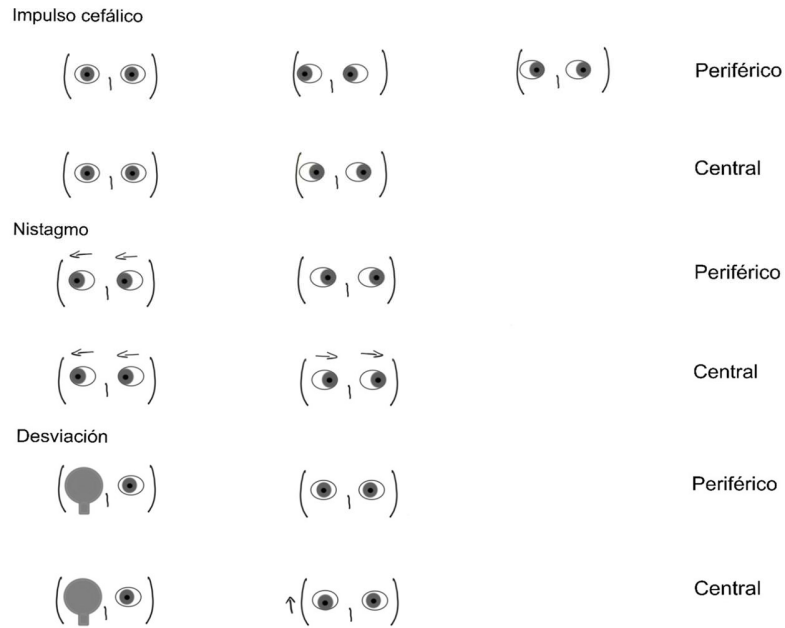 Impulso cefálico
Periférico
Central
Nistagmo
Periférico
Central
Desviación
Periférico
Central